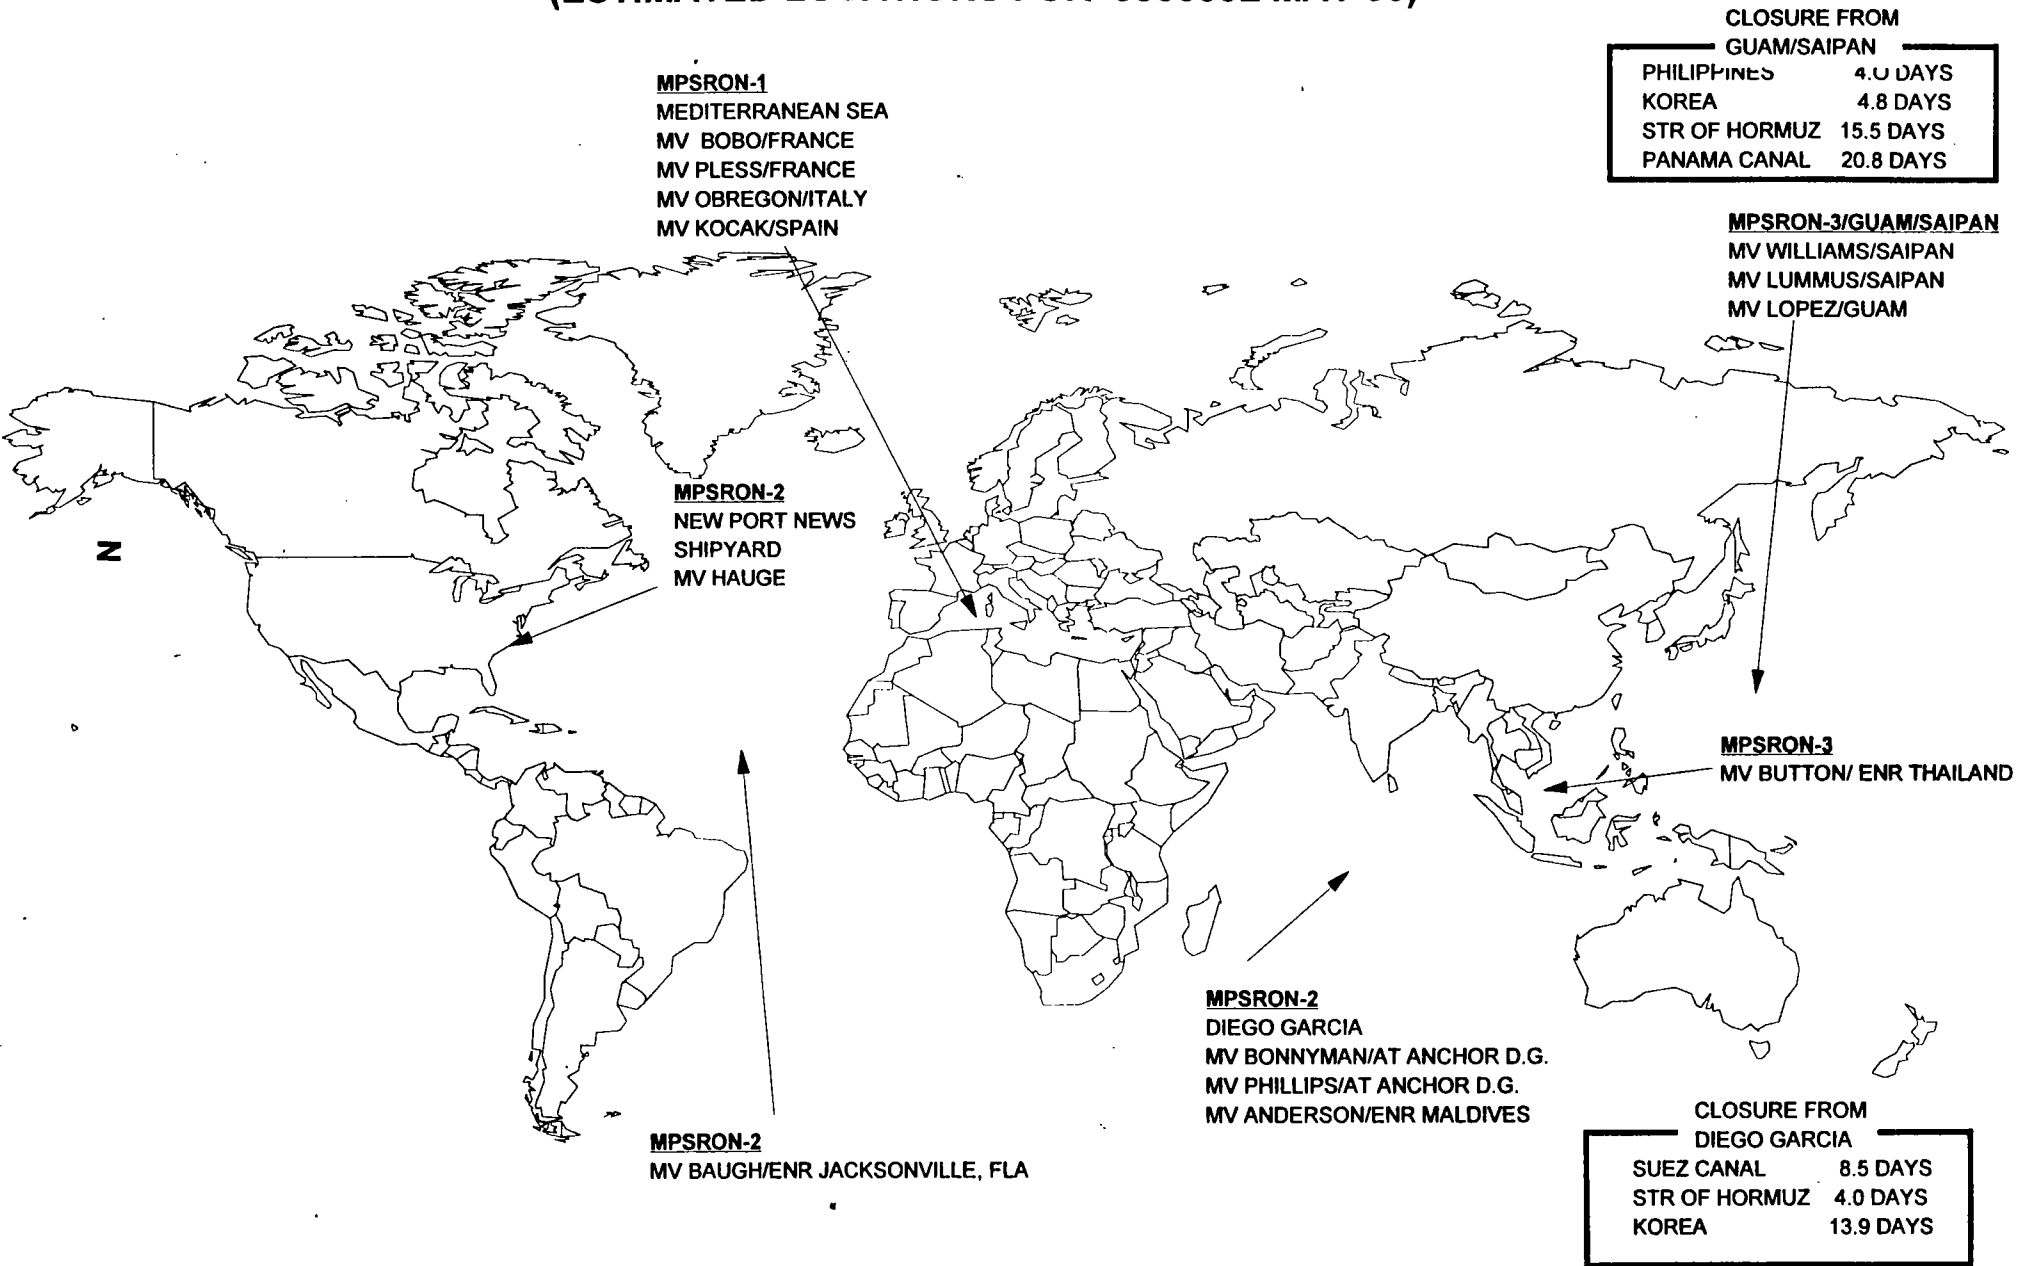 CLOSURE FROM
GUAM/SAIPAN
PHILIPPINES 4.0 DAYS
KOREA 4.8 DAYS
STR OF HORMUZ 15.5 DAYS
PANAMA CANAL 20.8 DAYS
MPSRON-1
MEDITERRANEAN SEA
MV BOBO/FRANCE
MV PLESS/FRANCE
MV OBREGON/ITALY
MV KOCAK/SPAIN
MPSRON-3/GUAM/SAIPAN
MV WILLIAMS/SAIPAN
MV LUMMUS/SAIPAN
MV LOPEZ/GUAM
MPSRON-2
NEW PORT NEWS
SHIPYARD
MV HAUGE
N
MPSRON-3
MV BUTTON/ ENR THAILAND
MPSRON-2
DIEGO GARCIA
MV BONNYMAN/AT ANCHOR D.G.
MV PHILLIPS/AT ANCHOR D.G.
MV ANDERSON/ENR MALDIVES
MPSRON-2
MV BAUGH/ENR JACKSONVILLE, FLA
CLOSURE FROM
DIEGO GARCIA
SUEZ CANAL 8.5 DAYS
STR OF HORMUZ 4.0 DAYS
KOREA 13.9 DAYS